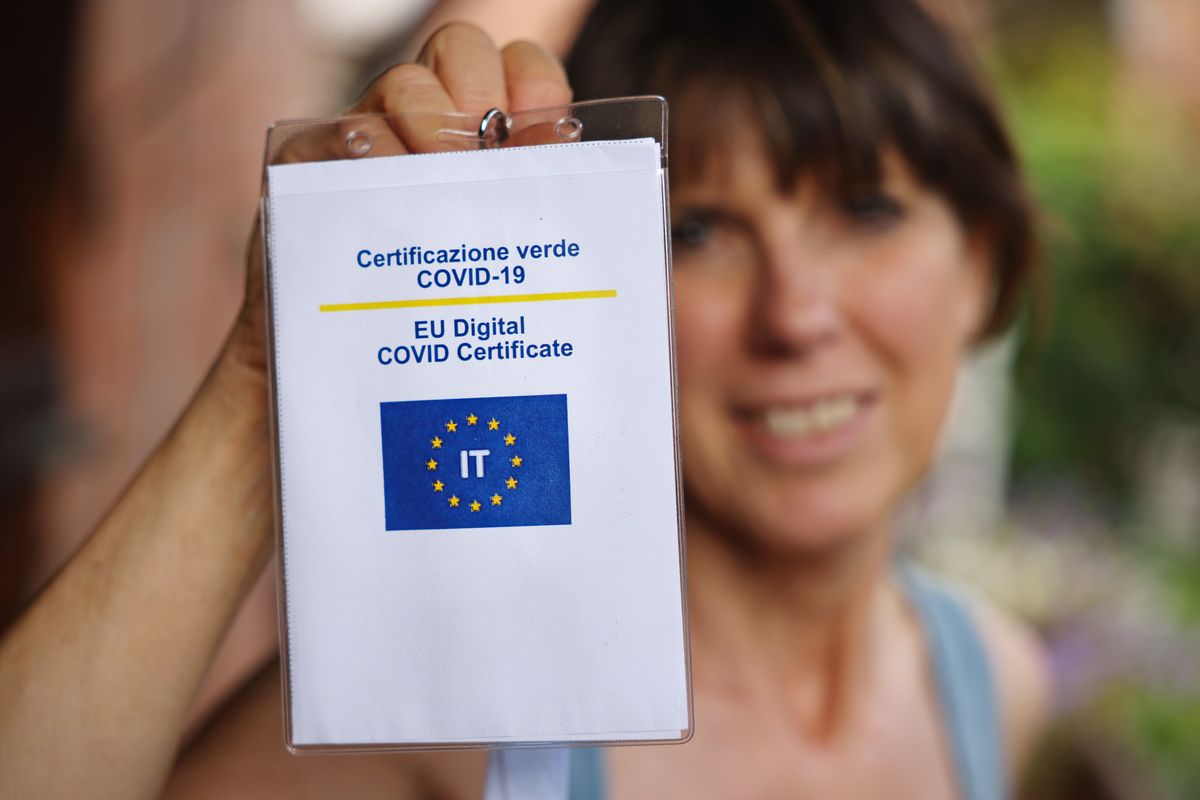 Certificazione verde
COVID-19
EU Digital
COVID Certificate
IT